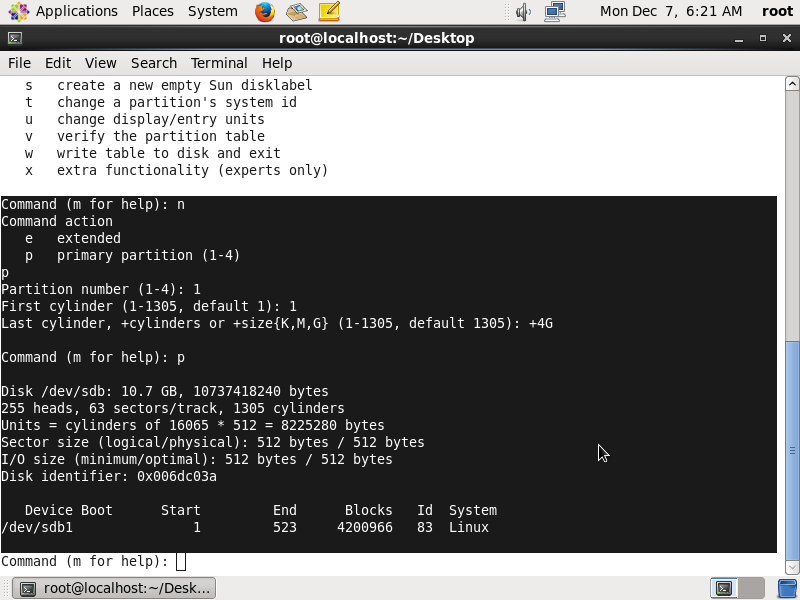 Applications Places System Mon Dec 7, 6:21 AM root
root@localhost:~/Desktop
File Edit View Search Terminal Help
   s   create a new empty Sun disklabel
   t   change a partition's system id
   u   change display/entry units
   v   verify the partition table
   w   write table to disk and exit
   x   extra functionality (experts only)
Command (m for help): n
Command action
   e   extended
   p   primary partition (1-4)
p
Partition number (1-4): 1
First cylinder (1-1305, default 1): 1
Last cylinder, +cylinders or +size{K,M,G} (1-1305, default 1305): +4G
Command (m for help): p
Disk /dev/sdb: 10.7 GB, 10737418240 bytes
255 heads, 63 sectors/track, 1305 cylinders
Units = cylinders of 16065 * 512 = 8225280 bytes
Sector size (logical/physical): 512 bytes / 512 bytes
I/O size (minimum/optimal): 512 bytes / 512 bytes
Disk identifier: 0x006dc03a
   Device Boot      Start         End      Blocks   Id  System
/dev/sdb1               1         523     4200966   83  Linux
Command (m for help):
root@localhost:~/Desk...